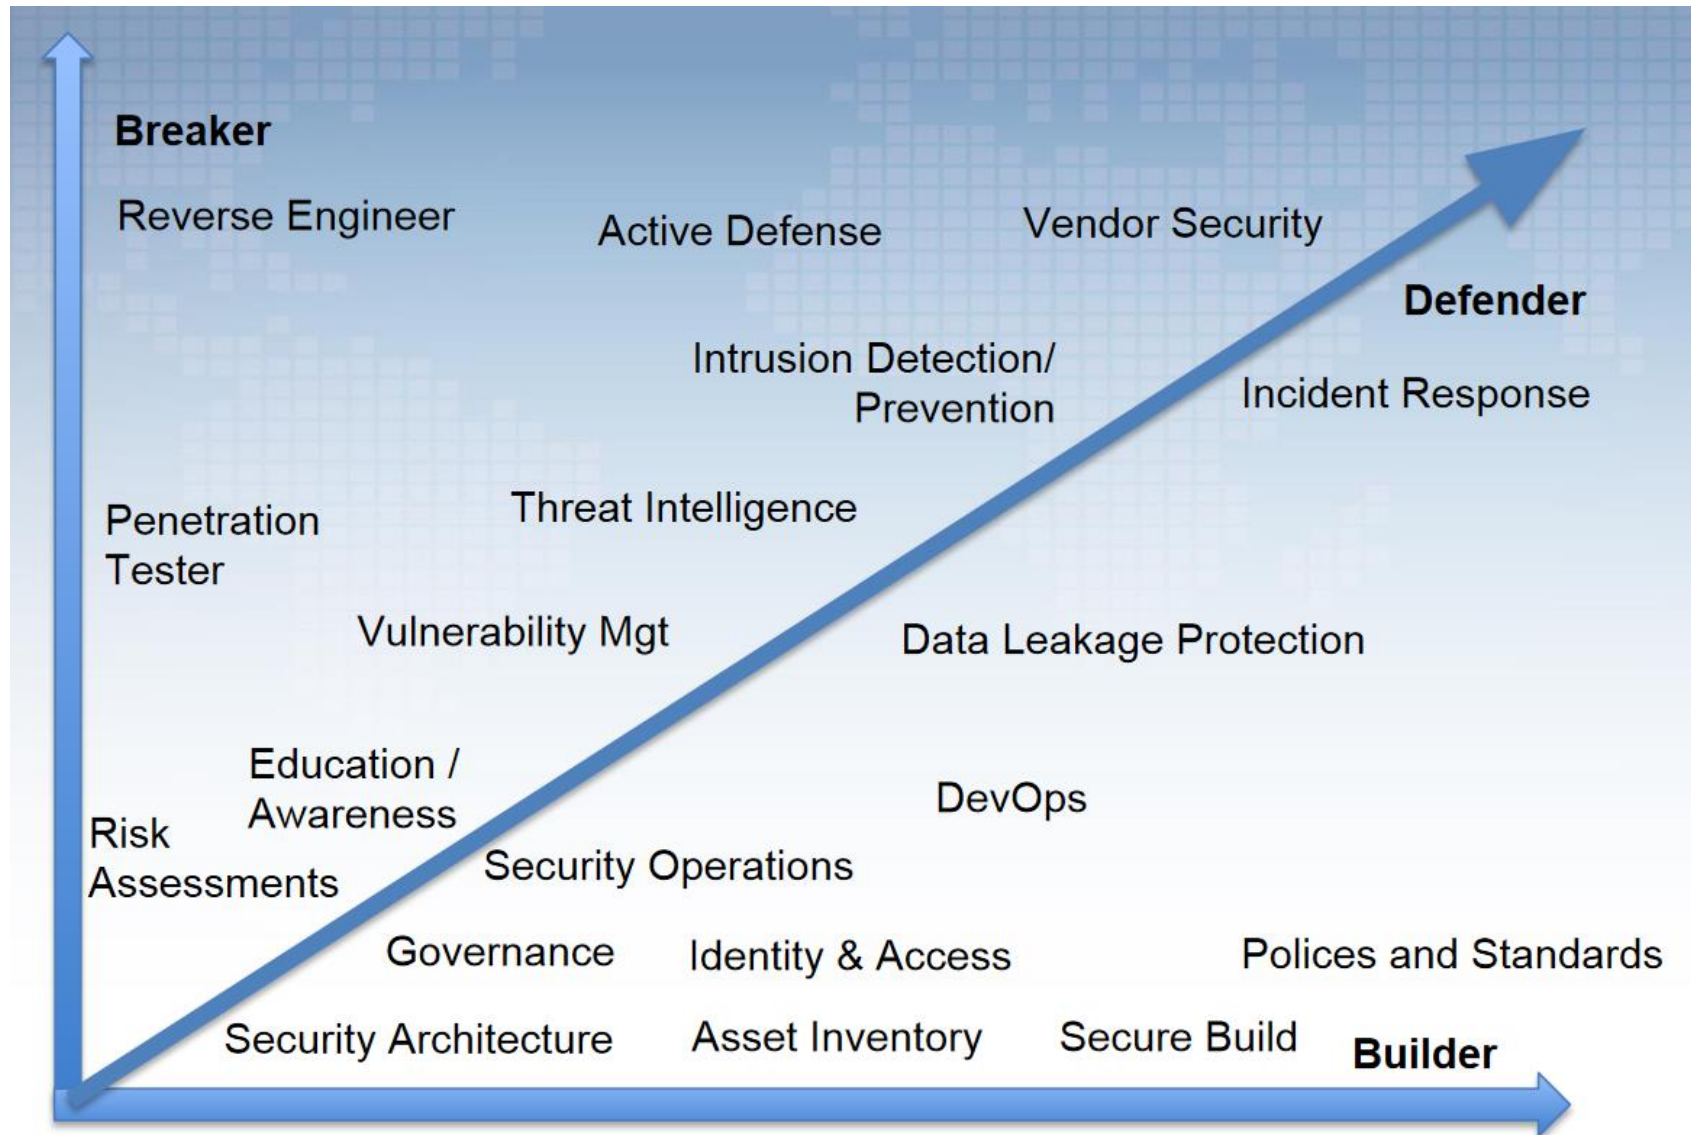 Breaker
Reverse Engineer
Active Defense
Vendor Security
Defender
Intrusion Detection/
Prevention
Incident Response
Penetration
Tester
Threat Intelligence
Vulnerability Mgt
Data Leakage Protection
Education /
Awareness
DevOps
Risk
Assessments
Security Operations
Governance
Identity & Access
Polices and Standards
Security Architecture
Asset Inventory
Secure Build
Builder